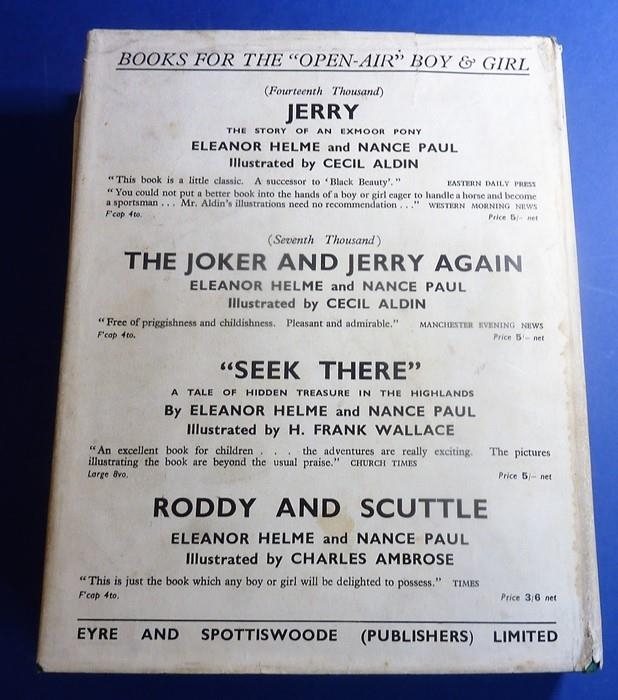 BOOKS FOR THE "OPEN-AIR" BOY & GIRL
(Fourteenth Thousand)
JERRY
THE STORY OF AN EXMOOR PONY
ELEANOR HELME and NANCE PAUL
Illustrated by CECIL ALDIN
"This book is a little classic. A successor to 'Black Beauty'." EASTERN DAILY PRESS
"You could not put a better book into the hands of a boy or girl eager to handle a horse and become
a sportsman . . . Mr. Aldin's illustrations need no recommendation . . ." WESTERN MORNING NEWS
F'cap 4to. Price 5/- net
(Seventh Thousand)
THE JOKER AND JERRY AGAIN
ELEANOR HELME and NANCE PAUL
Illustrated by CECIL ALDIN
"Free of priggishness and childishness. Pleasant and admirable." MANCHESTER EVENING NEWS
F'cap 4to. Price 5/- net
"SEEK THERE"
A TALE OF HIDDEN TREASURE IN THE HIGHLANDS
By ELEANOR HELME and NANCE PAUL
Illustrated by H. FRANK WALLACE
"An excellent book for children . . . the adventures are really exciting. The pictures
illustrating the book are beyond the usual praise." CHURCH TIMES
Large 8vo. Price 5/- net
RODDY AND SCUTTLE
ELEANOR HELME and NANCE PAUL
Illustrated by CHARLES AMBROSE
"This is just the book which any boy or girl will be delighted to possess." TIMES
F'cap 4to. Price 3/6 net
EYRE AND SPOTTISWOODE (PUBLISHERS) LIMITED